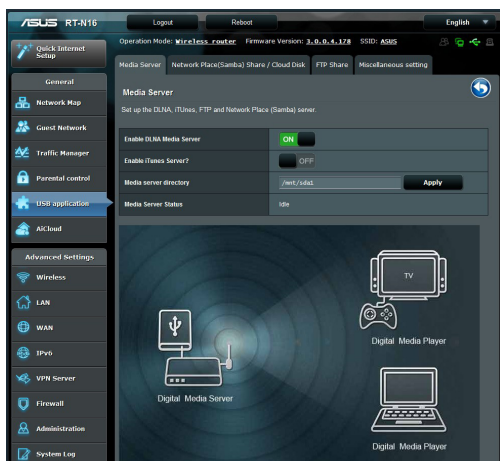 ASUS RT-N16 Logout Reboot English
Quick Internet Setup
Operation Mode: Wireless router Firmware Version: 3.0.0.4.178 SSID: ASUS
Media Server Network Place(Samba) Share / Cloud Disk FTP Share Miscellaneous setting
General
Network Map
Guest Network
Traffic Manager
Parental control
USB application
AiCloud
Advanced Settings
Wireless
LAN
WAN
IPv6
VPN Server
Firewall
Administration
System Log
Media Server
Set up the DLNA, iTunes, FTP and Network Place (Samba) server.
Enable DLNA Media Server ON
Enable iTunes Server? OFF
Media server directory /mnt/sda1 Apply
Media Server Status Idle
TV
Digital Media Player
Digital Media Server
Digital Media Player